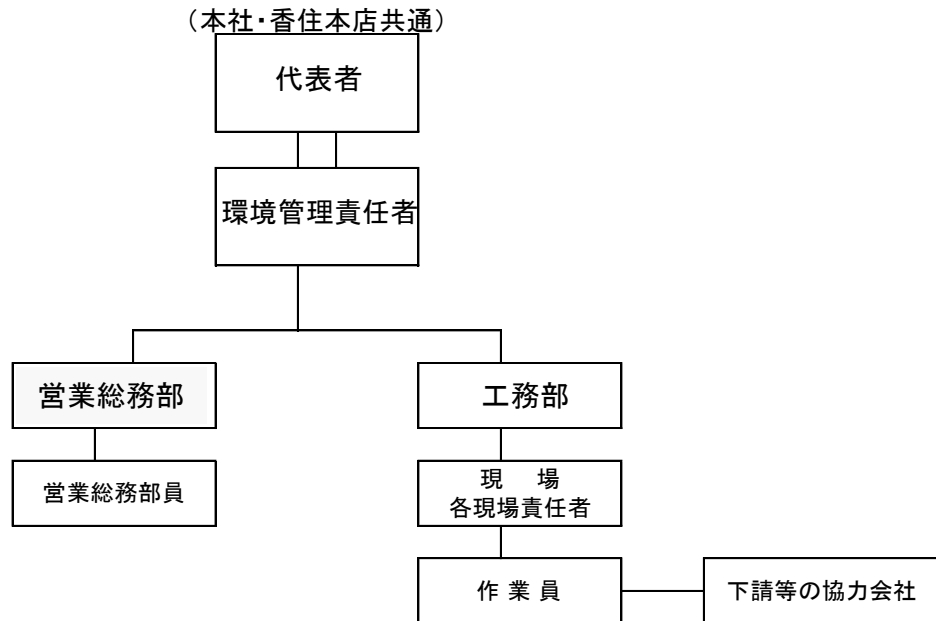 （本社・香住本店共通）
代表者
環境管理責任者
営業総務部
工務部
営業総務部員
現　場
各現場責任者
作 業 員
下請等の協力会社